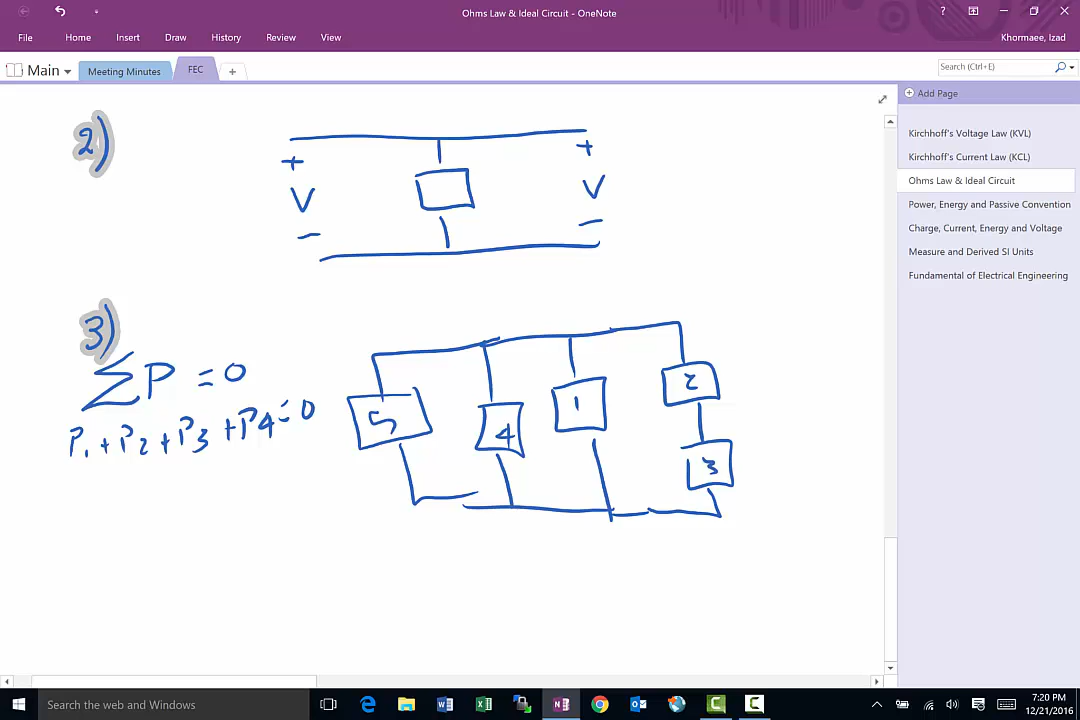 Ohms Law & Ideal Circuit - OneNote
?
File Home Insert Draw History Review View
Khormaee, Izad
Main Meeting Minutes FEC +
Search (Ctrl+E)
Add Page
Kirchhoff's Voltage Law (KVL)
Kirchhoff's Current Law (KCL)
Ohms Law & Ideal Circuit
Power, Energy and Passive Convention
Charge, Current, Energy and Voltage
Measure and Derived SI Units
Fundamental of Electrical Engineering
2)
+ +
V V
− −
3)
∑P = 0
P1 + P2 + P3 + P4 = 0
5 4 1 2
3
Search the web and Windows
7:20 PM
12/21/2016